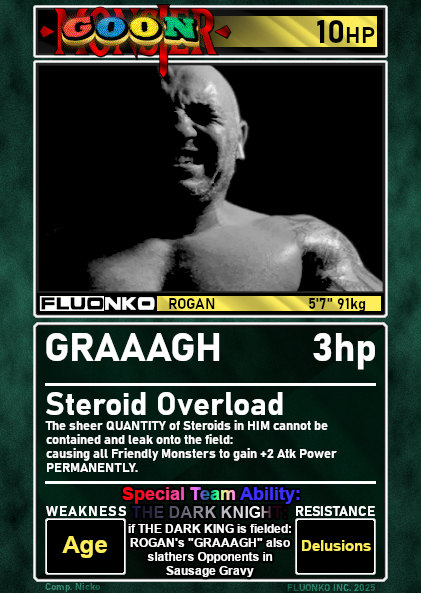 MONSTER
GOON
10HP
FLUONKO ROGAN 5'7" 91kg
GRAAAGH 3hp
Steroid Overload
The sheer QUANTITY of Steroids in HIM cannot be
contained and leak onto the field:
causing all Friendly Monsters to gain +2 Atk Power
PERMANENTLY.
Special Team Ability:
WEAKNESS THE DARK KNIGHT: RESISTANCE
Age
if THE DARK KING is fielded:
ROGAN's "GRAAAGH" also
slathers Opponents in
Sausage Gravy
Delusions
Comp. Nicko FLUONKO INC. 2025